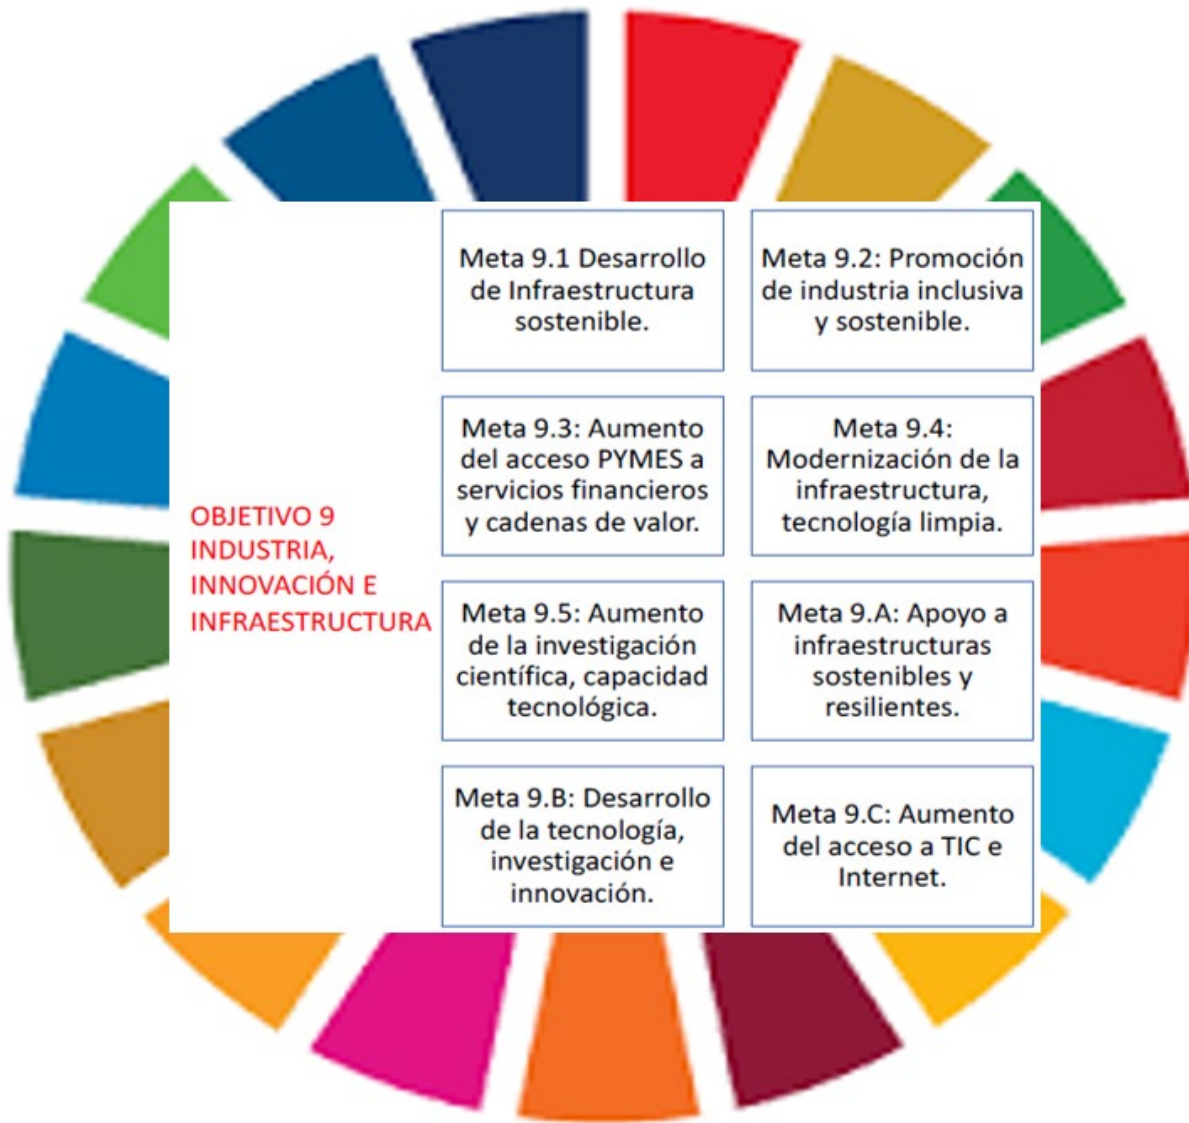 OBJETIVO 9
INDUSTRIA,
INNOVACIÓN E
INFRAESTRUCTURA
Meta 9.1 Desarrollo
de Infraestructura
sostenible.
Meta 9.2: Promoción
de industria inclusiva
y sostenible.
Meta 9.3: Aumento
del acceso PYMES a
servicios financieros
y cadenas de valor.
Meta 9.4:
Modernización de la
infraestructura,
tecnología limpia.
Meta 9.5: Aumento
de la investigación
científica, capacidad
tecnológica.
Meta 9.A: Apoyo a
infraestructuras
sostenibles y
resilientes.
Meta 9.B: Desarrollo
de la tecnología,
investigación e
innovación.
Meta 9.C: Aumento
del acceso a TIC e
Internet.